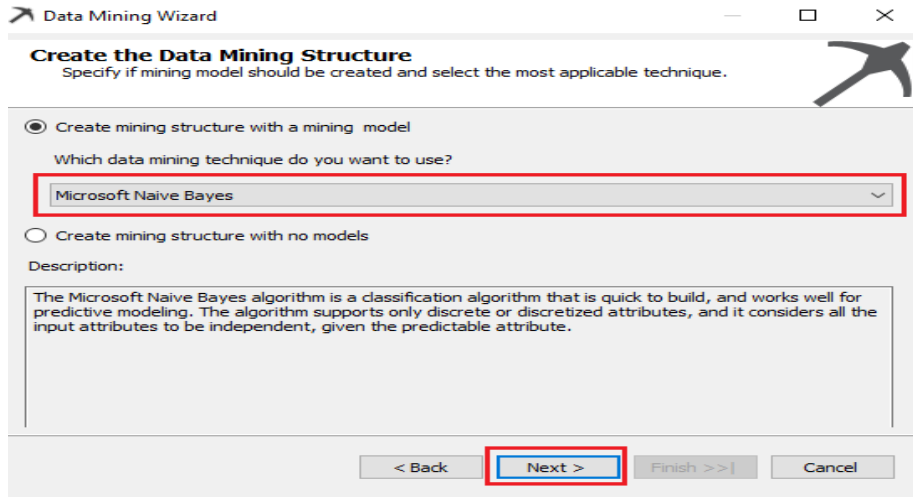 Data Mining Wizard
Create the Data Mining Structure
Specify if mining model should be created and select the most applicable technique.
Create mining structure with a mining model
Which data mining technique do you want to use?
Microsoft Naive Bayes
Create mining structure with no models
Description:
The Microsoft Naive Bayes algorithm is a classification algorithm that is quick to build, and works well for
predictive modeling. The algorithm supports only discrete or discretized attributes, and it considers all the
input attributes to be independent, given the predictable attribute.
< Back Next > Finish >>| Cancel